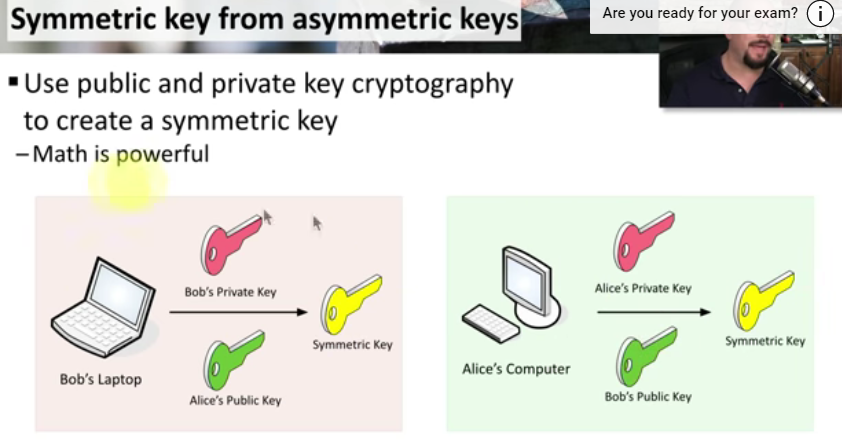 Symmetric key from asymmetric keys
Are you ready for your exam?
▪ Use public and private key cryptography
to create a symmetric key
– Math is powerful
Bob's Private Key
Symmetric Key
Bob's Laptop
Alice's Public Key
Alice's Private Key
Symmetric Key
Alice's Computer
Bob's Public Key